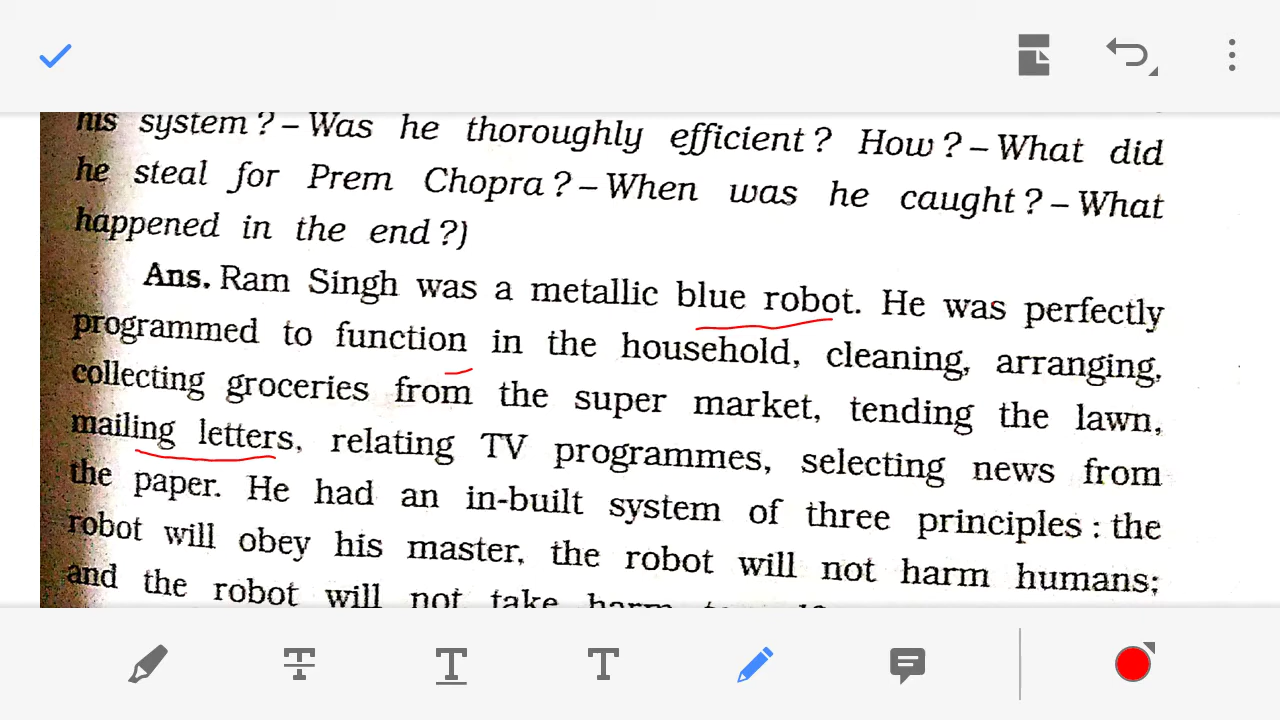 his system ? – Was he thoroughly efficient ? How ? – What did
he steal for Prem Chopra ? – When was he caught ? – What
happened in the end ?)
Ans. Ram Singh was a metallic blue robot. He was perfectly
programmed to function in the household, cleaning, arranging,
collecting groceries from the super market, tending the lawn,
mailing letters, relating TV programmes, selecting news from
the paper. He had an in-built system of three principles : the
robot will obey his master, the robot will not harm humans;
and the robot will not take harm
T T T